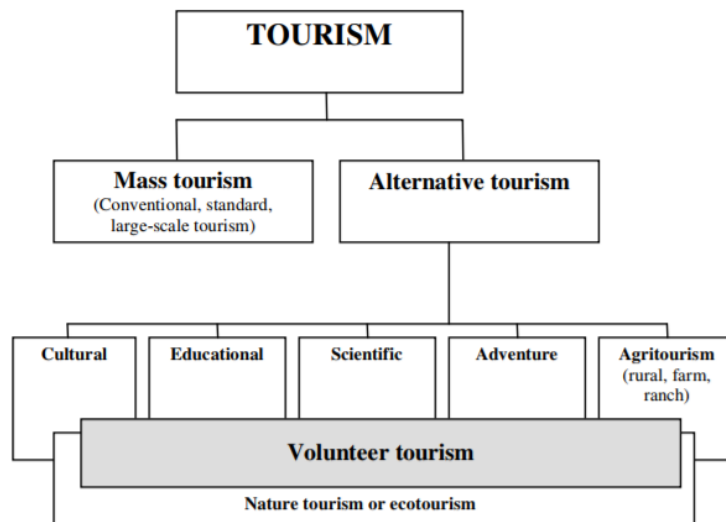 TOURISM
Mass tourism
(Conventional, standard,
large-scale tourism)
Alternative tourism
Cultural
Educational
Scientific
Adventure
Agritourism
(rural, farm,
ranch)
Volunteer tourism
Nature tourism or ecotourism